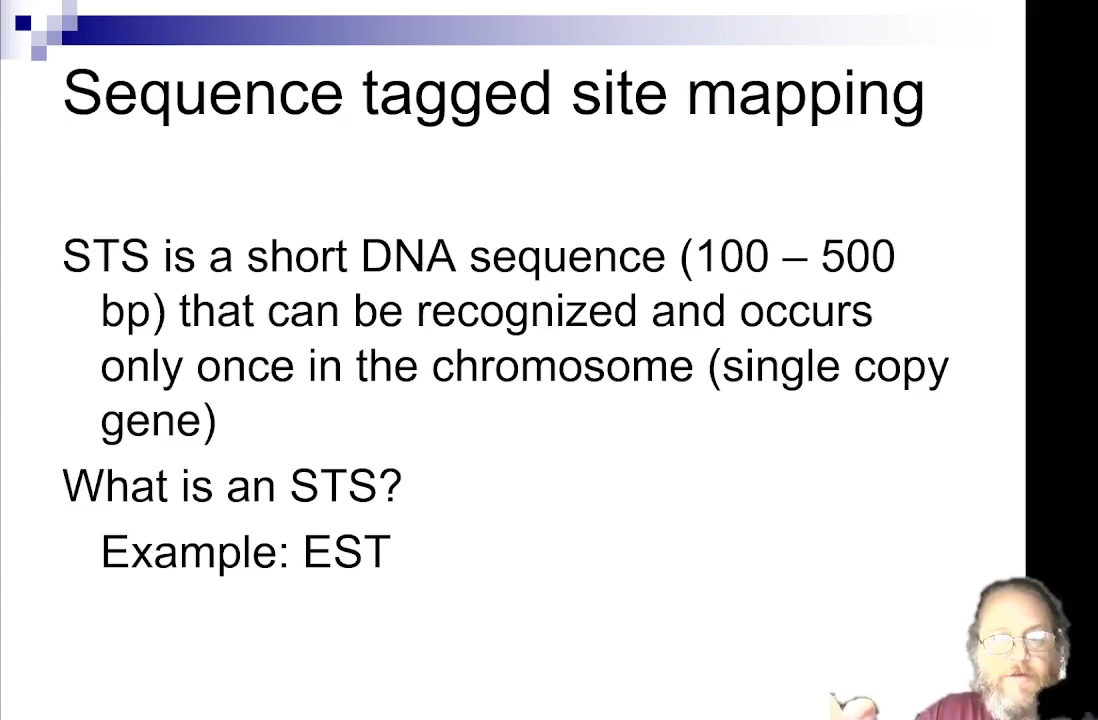 Sequence tagged site mapping
STS is a short DNA sequence (100 – 500
bp) that can be recognized and occurs
only once in the chromosome (single copy
gene)
What is an STS?
Example: EST